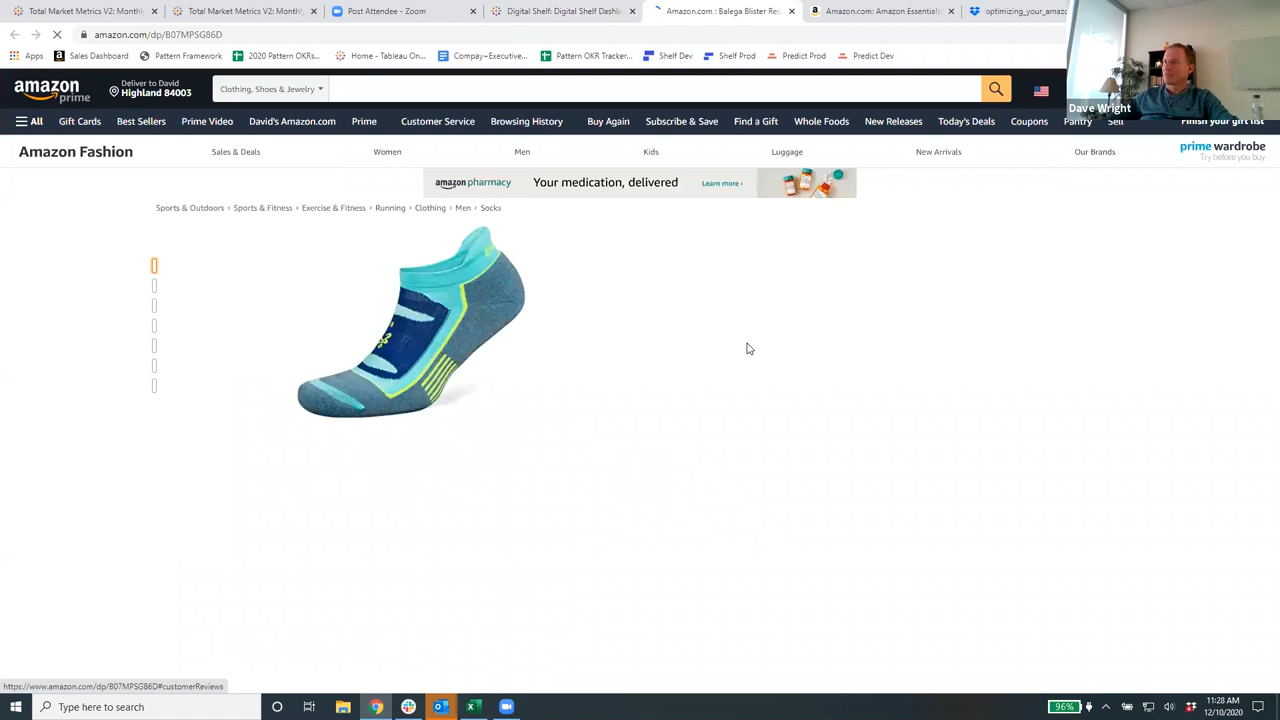 Total Market Metrics V2: Monthl
Total Market Metrics V2: Monthl
Post Attendee - Zoom
Digital Shelf: Digital Shelf Dashbo
Amazon.com : Balega Blister Res
Amazon.com: Amazon Essentials
optimizing_your_amazo
amazon.com/dp/B07MPSG86D
Apps
Sales Dashboard
Pattern Framework
2020 Pattern OKRs...
Home - Tableau On...
Compay+Executive...
Pattern OKR Tracker...
Shelf Dev
Shelf Prod
Predict Prod
Predict Dev
Dave Wright
amazon
prime
Deliver to David
Highland 84003
Clothing, Shoes & Jewelry
All
Gift Cards
Best Sellers
Prime Video
David's Amazon.com
Prime
Customer Service
Browsing History
Buy Again
Subscribe & Save
Find a Gift
Whole Foods
New Releases
Today's Deals
Coupons
Pantry
Sell
Finish your gift list
Amazon Fashion
Sales & Deals
Women
Men
Kids
Luggage
New Arrivals
Our Brands
prime wardrobe
Try before you buy
amazon pharmacy
Your medication, delivered
Learn more ›
Sports & Outdoors › Sports & Fitness › Exercise & Fitness › Running › Clothing › Men › Socks
https://www.amazon.com/dp/B07MPSG86D#customerReviews
Type here to search
96%
11:28 AM
12/10/2020